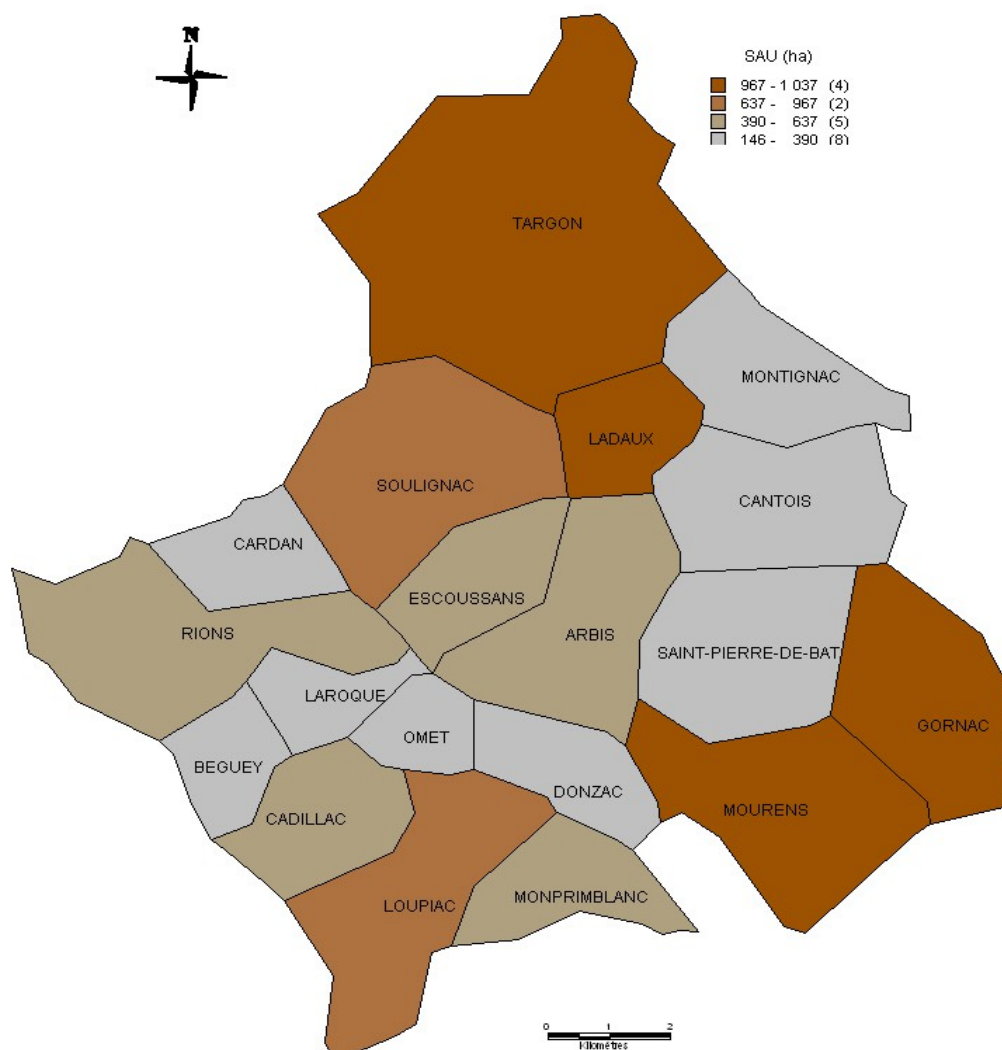 N
SAU (ha)
967 - 1 037 (4)
637 - 967 (2)
390 - 637 (5)
146 - 390 (8)
TARGON
MONTIGNAC
LADAUX
SOULIGNAC
CANTOIS
CARDAN
ESCOUSSANS
RIONS
ARBIS
SAINT-PIERRE-DE-BAT
LAROQUE
GORNAC
OMET
BEGUEY
DONZAC
MOURENS
CADILLAC
MONPRIMBLANC
LOUPIAC
0 1 2
Kilomètres